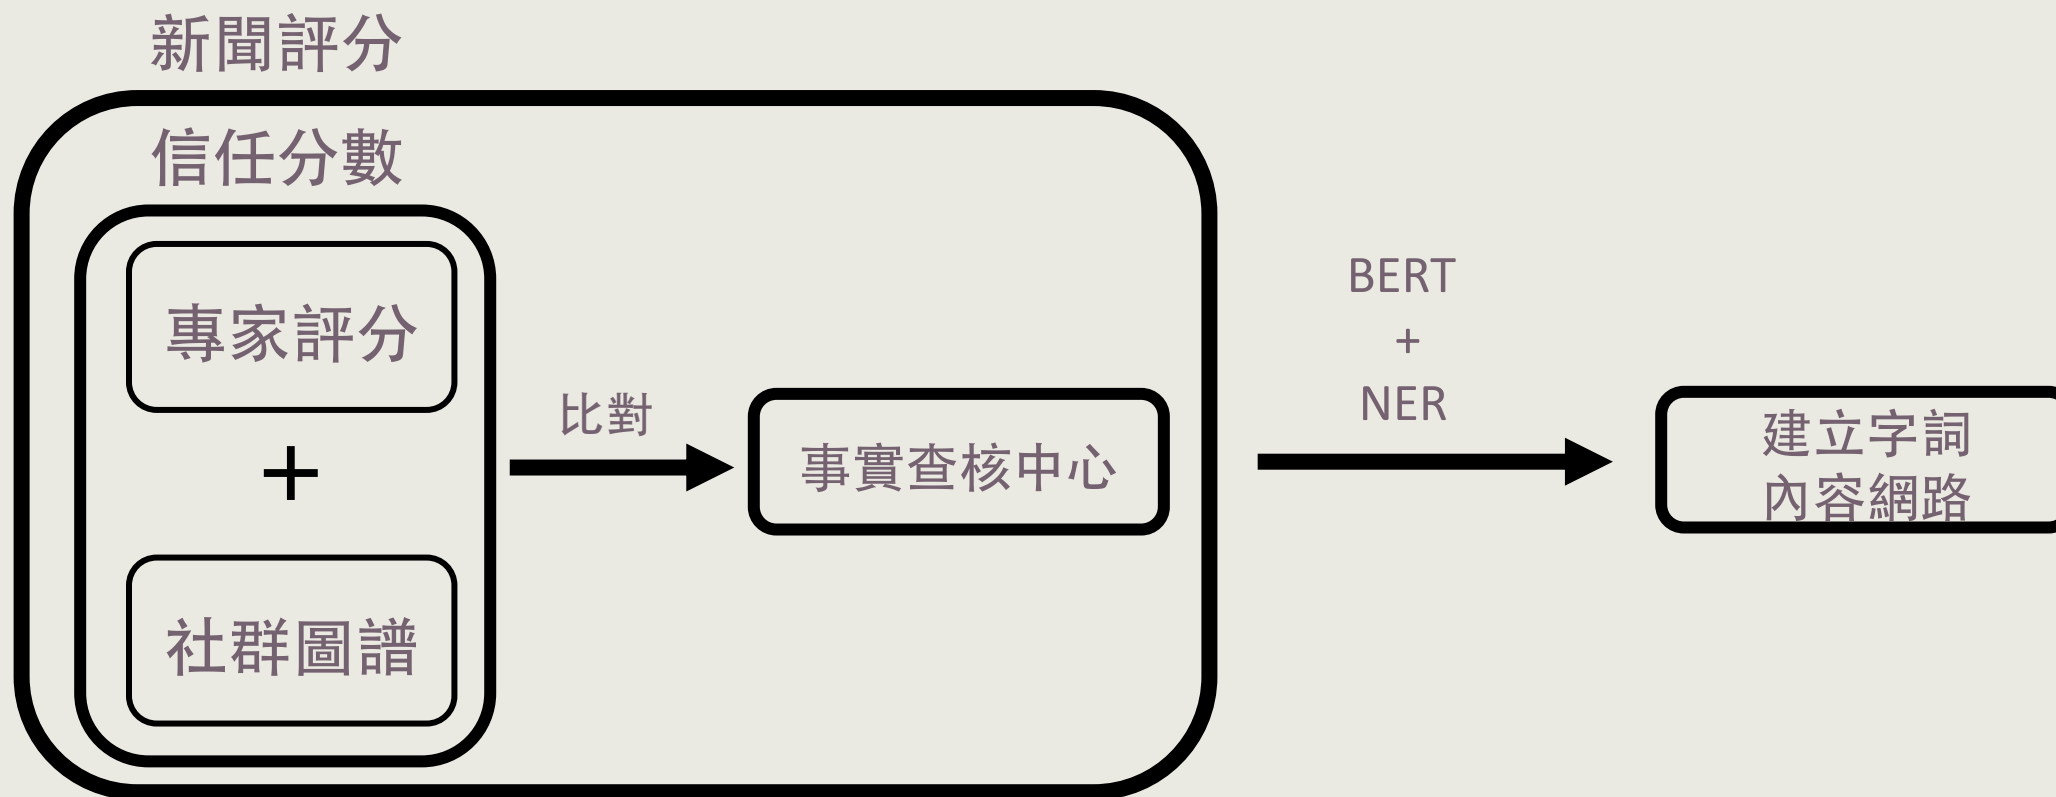 新聞評分
信任分數
專家評分
+
社群圖譜
比對
事實查核中心
BERT
+
NER
建立字詞
內容網路